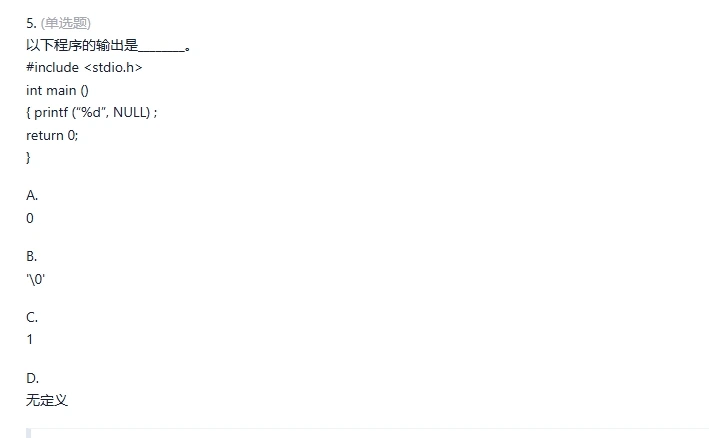 5. (单选题)
以下程序的输出是_______。
#include <stdio.h>
int main ()
{ printf (“%d”, NULL) ;
return 0;
}
A.
0
B.
'\0'
C.
1
D.
无定义